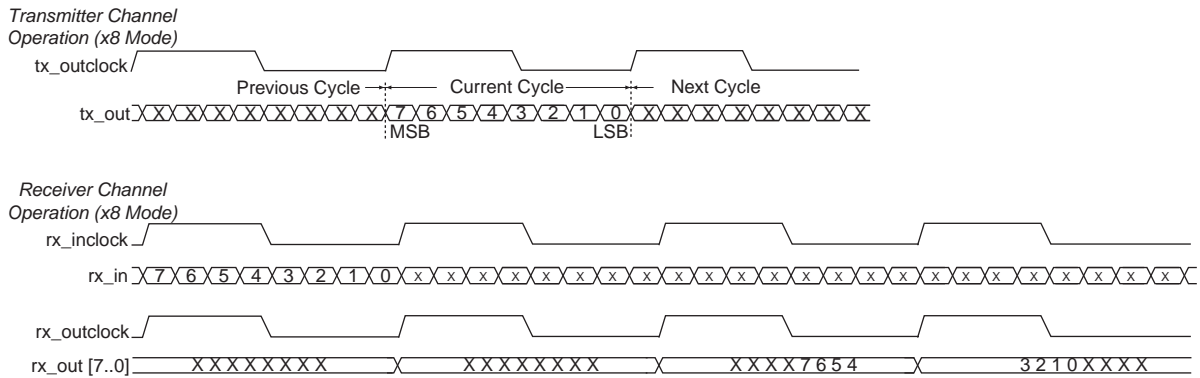 Transmitter Channel
Operation (x8 Mode)
tx_outclock
Previous Cycle Current Cycle Next Cycle
tx_out X X X X X X X X 7 6 5 4 3 2 1 0 X X X X X X X X
MSB LSB
Receiver Channel
Operation (x8 Mode)
rx_inclock
rx_in 7 6 5 4 3 2 1 0 x x x x x x x x x x x x x x x x x x x x x x x x
rx_outclock
rx_out [7..0] X X X X X X X X X X X X X X X X X X X X 7 6 5 4 3 2 1 0 X X X X